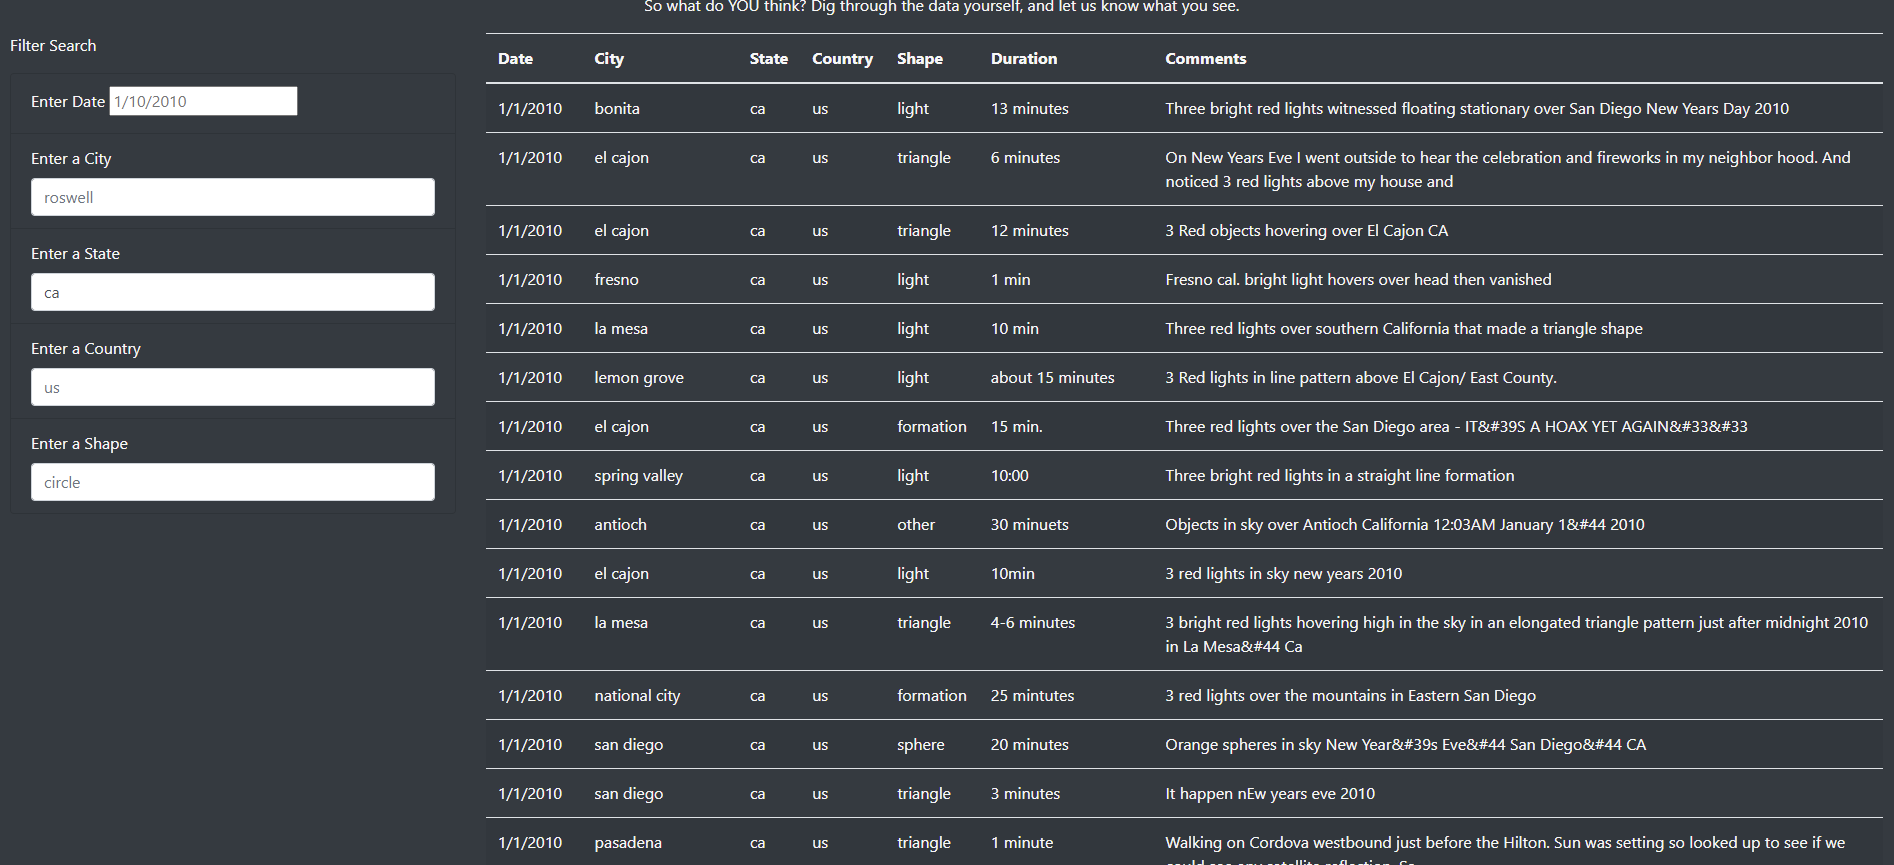 So what do YOU think? Dig through the data yourself, and let us know what you see.
Filter Search
Enter Date 1/10/2010
Enter a City
roswell
Enter a State
ca
Enter a Country
us
Enter a Shape
circle
Date City State Country Shape Duration Comments
1/1/2010 bonita ca us light 13 minutes Three bright red lights witnessed floating stationary over San Diego New Years Day 2010
1/1/2010 el cajon ca us triangle 6 minutes On New Years Eve I went outside to hear the celebration and fireworks in my neighbor hood. And
noticed 3 red lights above my house and
1/1/2010 el cajon ca us triangle 12 minutes 3 Red objects hovering over El Cajon CA
1/1/2010 fresno ca us light 1 min Fresno cal. bright light hovers over head then vanished
1/1/2010 la mesa ca us light 10 min Three red lights over southern California that made a triangle shape
1/1/2010 lemon grove ca us light about 15 minutes 3 Red lights in line pattern above El Cajon/ East County.
1/1/2010 el cajon ca us formation 15 min. Three red lights over the San Diego area - IT&#39S A HOAX YET AGAIN&#33&#33
1/1/2010 spring valley ca us light 10:00 Three bright red lights in a straight line formation
1/1/2010 antioch ca us other 30 minuets Objects in sky over Antioch California 12:03AM January 1&#44 2010
1/1/2010 el cajon ca us light 10min 3 red lights in sky new years 2010
1/1/2010 la mesa ca us triangle 4-6 minutes 3 bright red lights hovering high in the sky in an elongated triangle pattern just after midnight 2010
in La Mesa&#44 Ca
1/1/2010 national city ca us formation 25 mintutes 3 red lights over the mountains in Eastern San Diego
1/1/2010 san diego ca us sphere 20 minutes Orange spheres in sky New Year&#39s Eve&#44 San Diego&#44 CA
1/1/2010 san diego ca us triangle 3 minutes It happen nEw years eve 2010
1/1/2010 pasadena ca us triangle 1 minute Walking on Cordova westbound just before the Hilton. Sun was setting so looked up to see if we